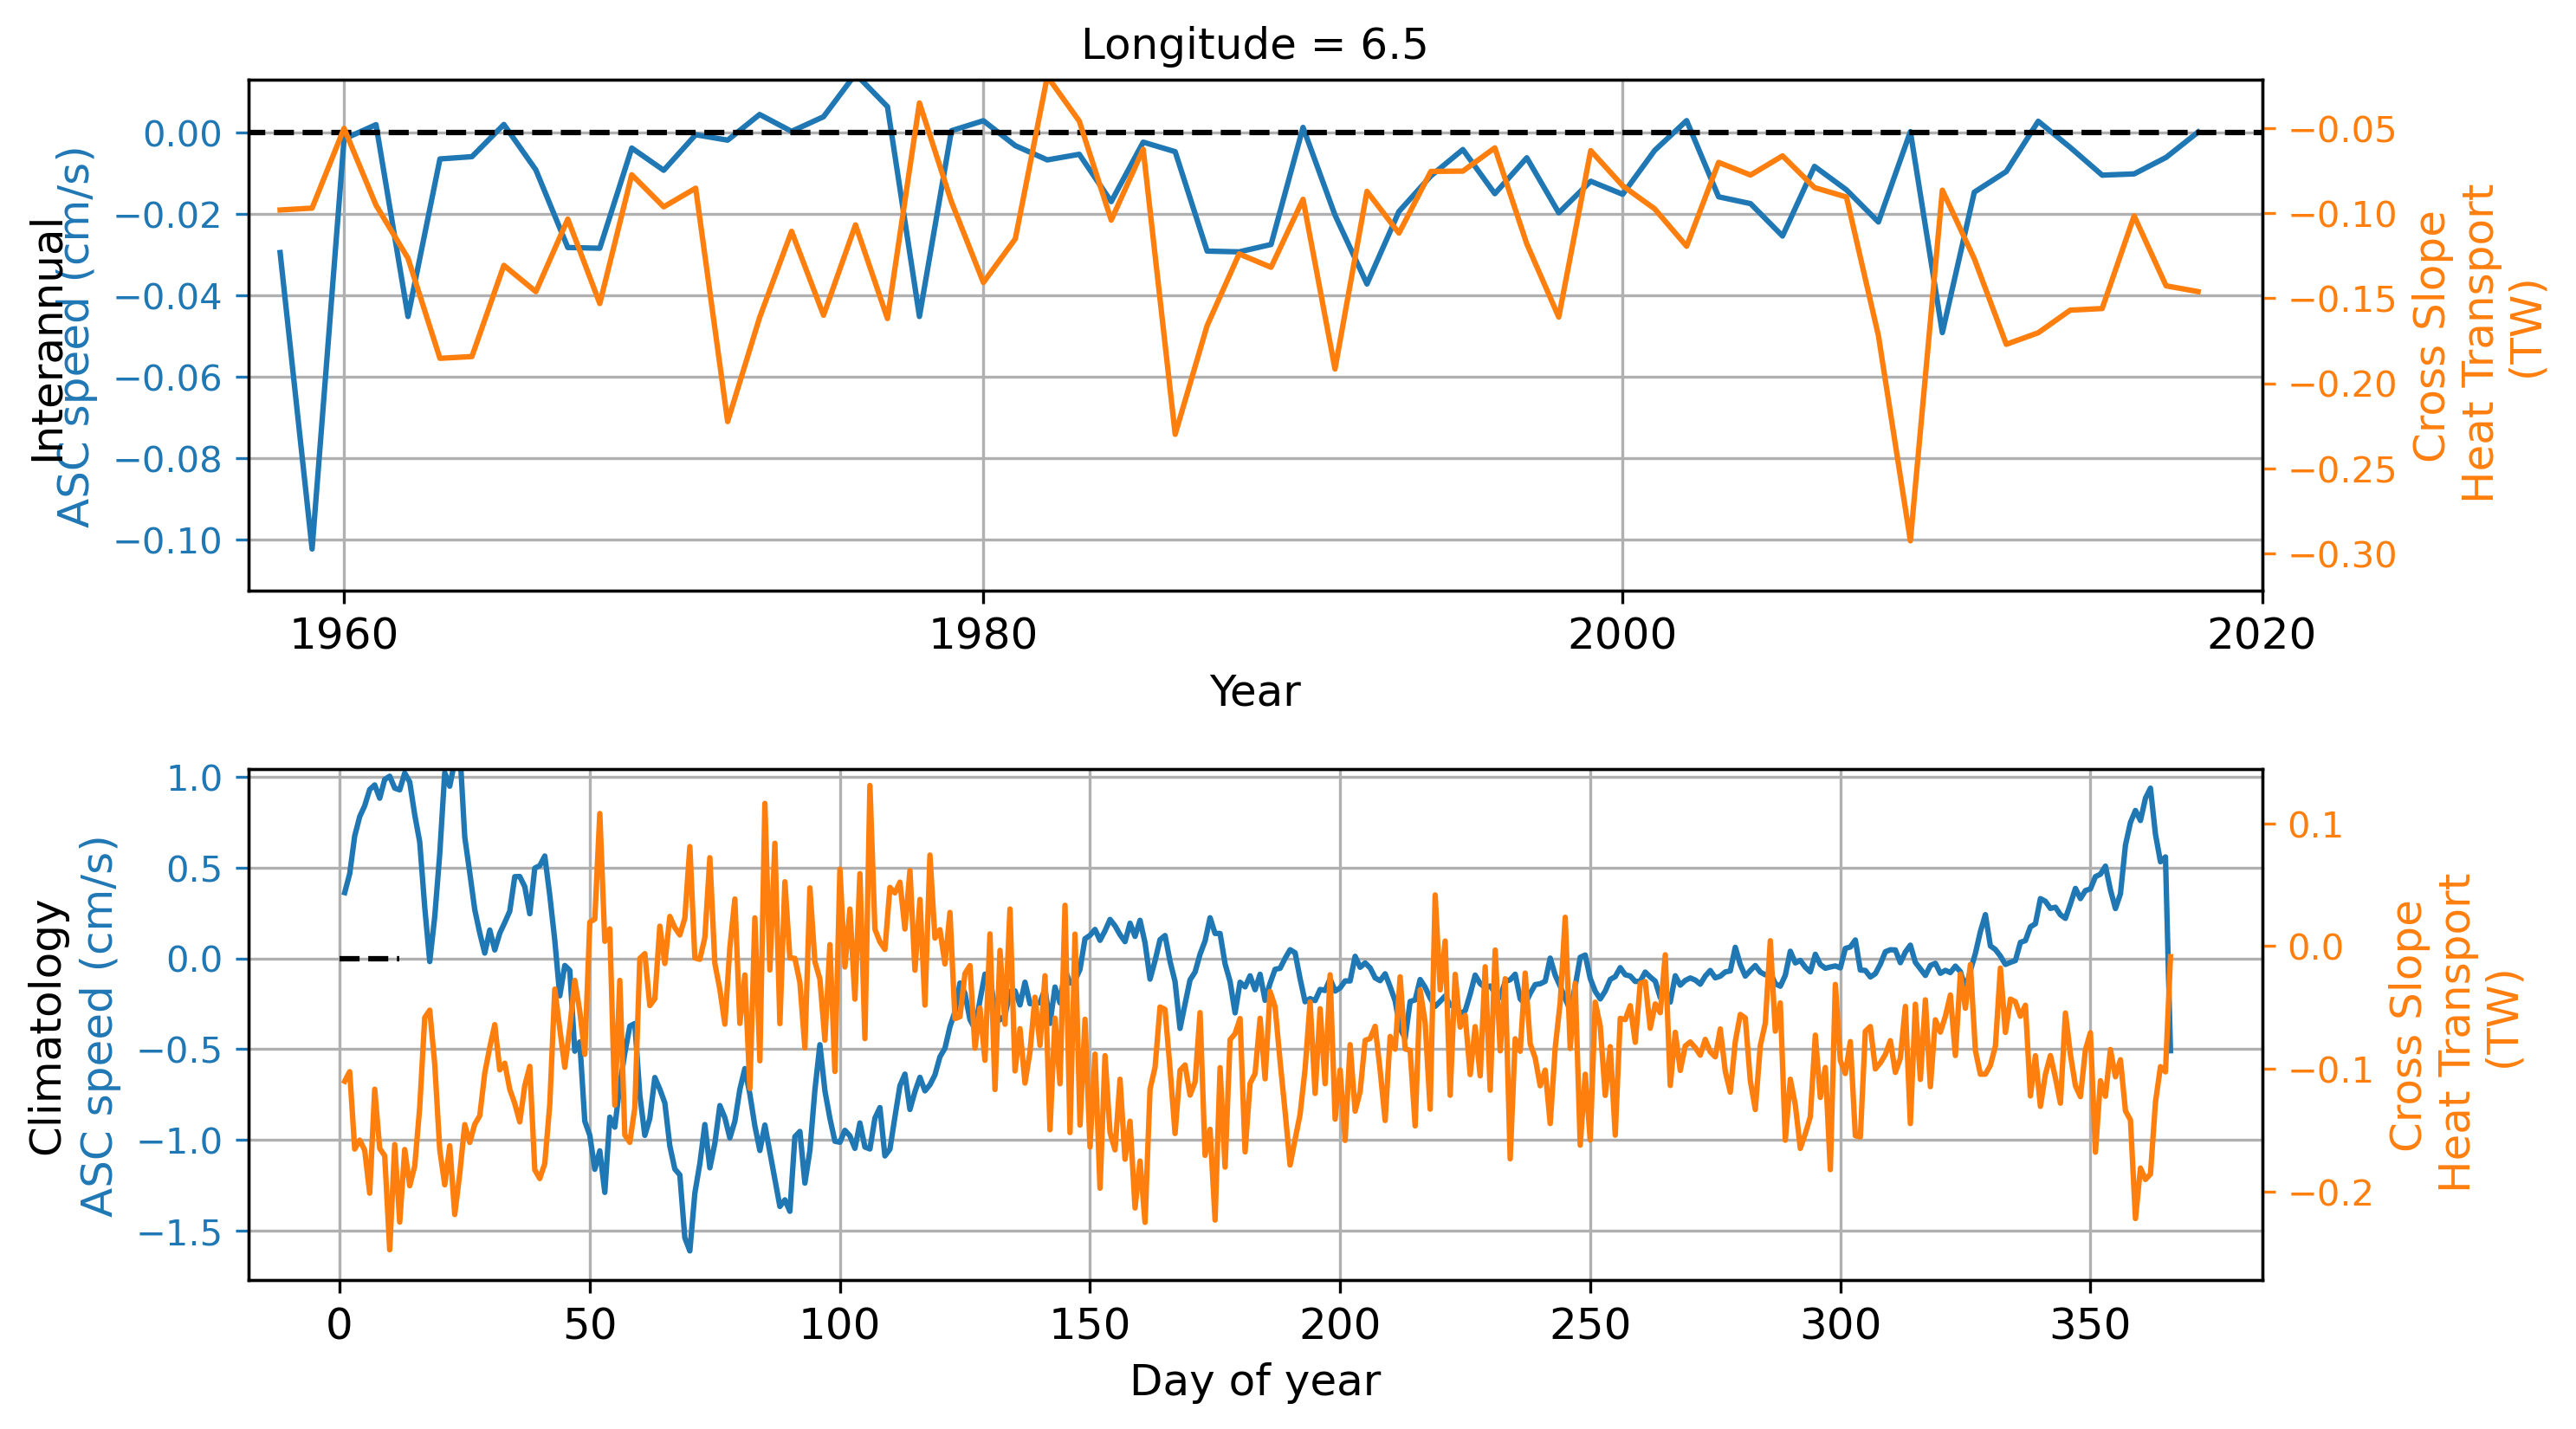 Longitude = 6.5
Interannual
ASC speed (cm/s)
0.00
−0.02
−0.04
−0.06
−0.08
−0.10
−0.05
−0.10
−0.15
−0.20
−0.25
−0.30
Cross Slope
Heat Transport
(TW)
1960 1980 2000 2020
Year
Climatology
ASC speed (cm/s)
1.0
0.5
0.0
−0.5
−1.0
−1.5
0.1
0.0
−0.1
−0.2
Cross Slope
Heat Transport
(TW)
0 50 100 150 200 250 300 350
Day of year